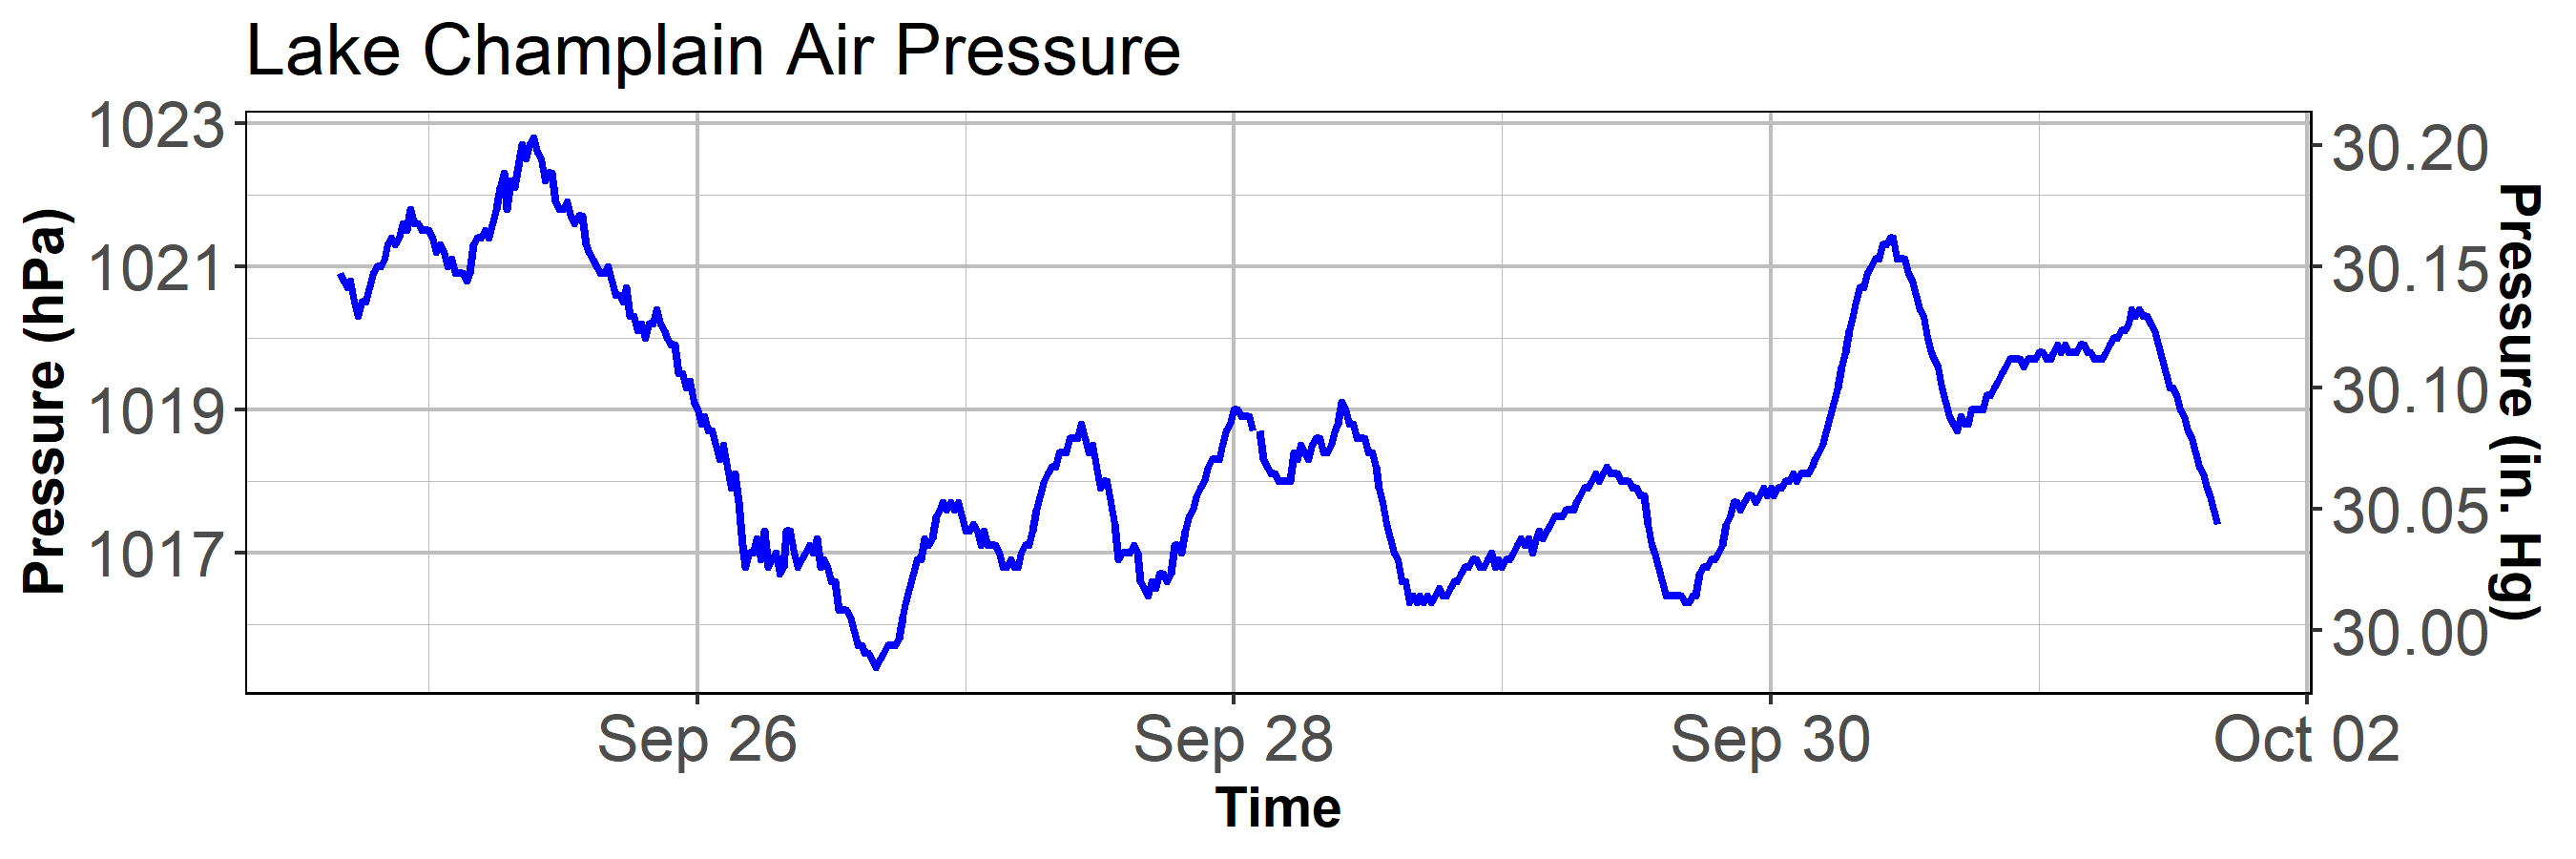 Lake Champlain Air Pressure
Pressure (hPa)
1023
1021
1019
1017
30.20
30.15
30.10
30.05
30.00
Pressure (in. Hg)
Sep 26
Sep 28
Sep 30
Oct 02
Time